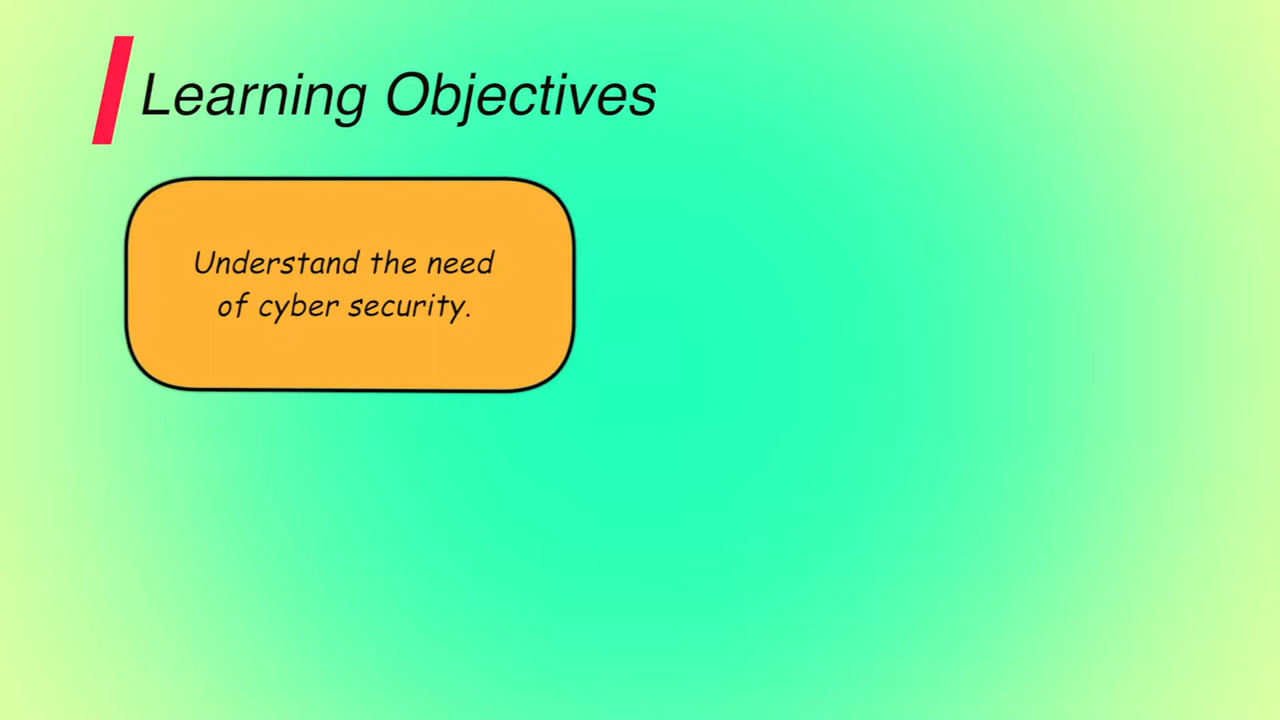 Learning Objectives
Understand the need
of cyber security.